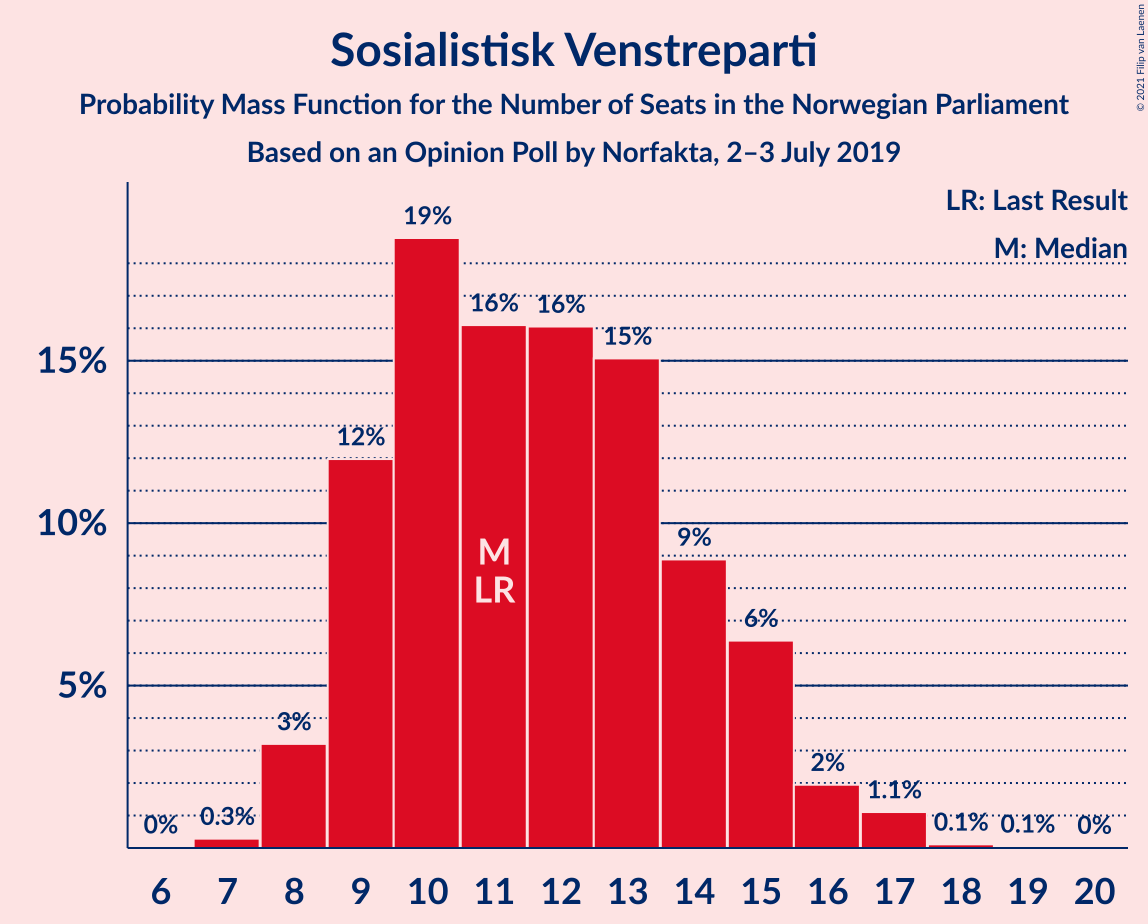 Sosialistisk Venstreparti
Probability Mass Function for the Number of Seats in the Norwegian Parliament
Based on an Opinion Poll by Norfakta, 2–3 July 2019
© 2021 Filip van Laenen
LR: Last Result
M: Median
19%
16%
16%
15%
15%
12%
10%
9%
M
LR
6%
5%
3%
2%
1.1%
0%
0.3%
0.1%
0.1%
0%
6 7 8 9 10 11 12 13 14 15 16 17 18 19 20